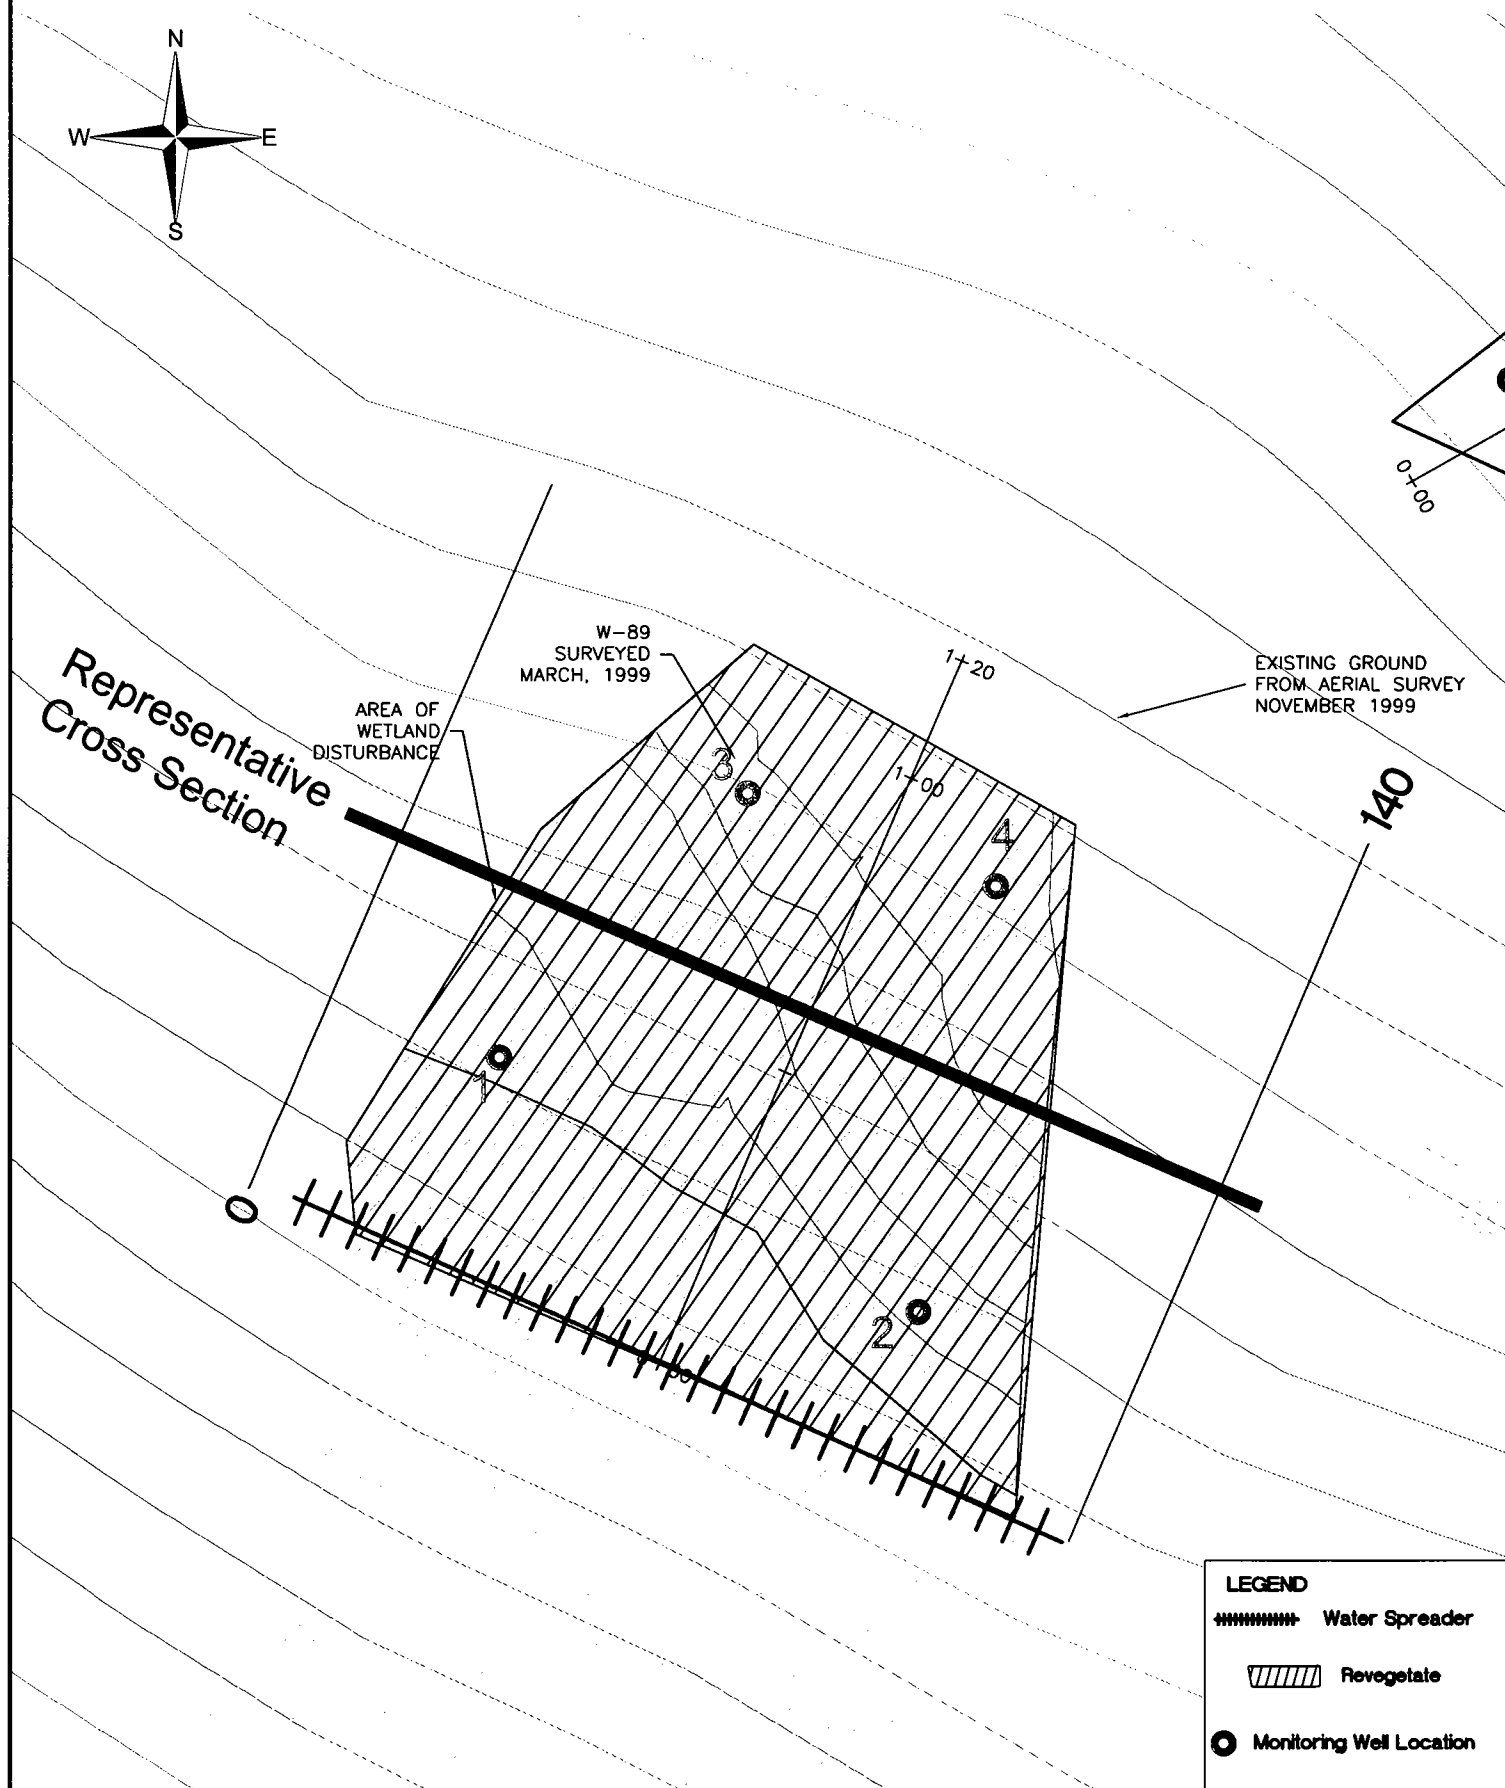 N
W E
S
0+00
W-89
SURVEYED
MARCH, 1999
1+20
EXISTING GROUND
FROM AERIAL SURVEY
NOVEMBER 1999
Representative
Cross Section
AREA OF
WETLAND
DISTURBANCE
3
1+00
140
4
1
0
2
LEGEND
Water Spreader
Revegetate
Monitoring Well Location